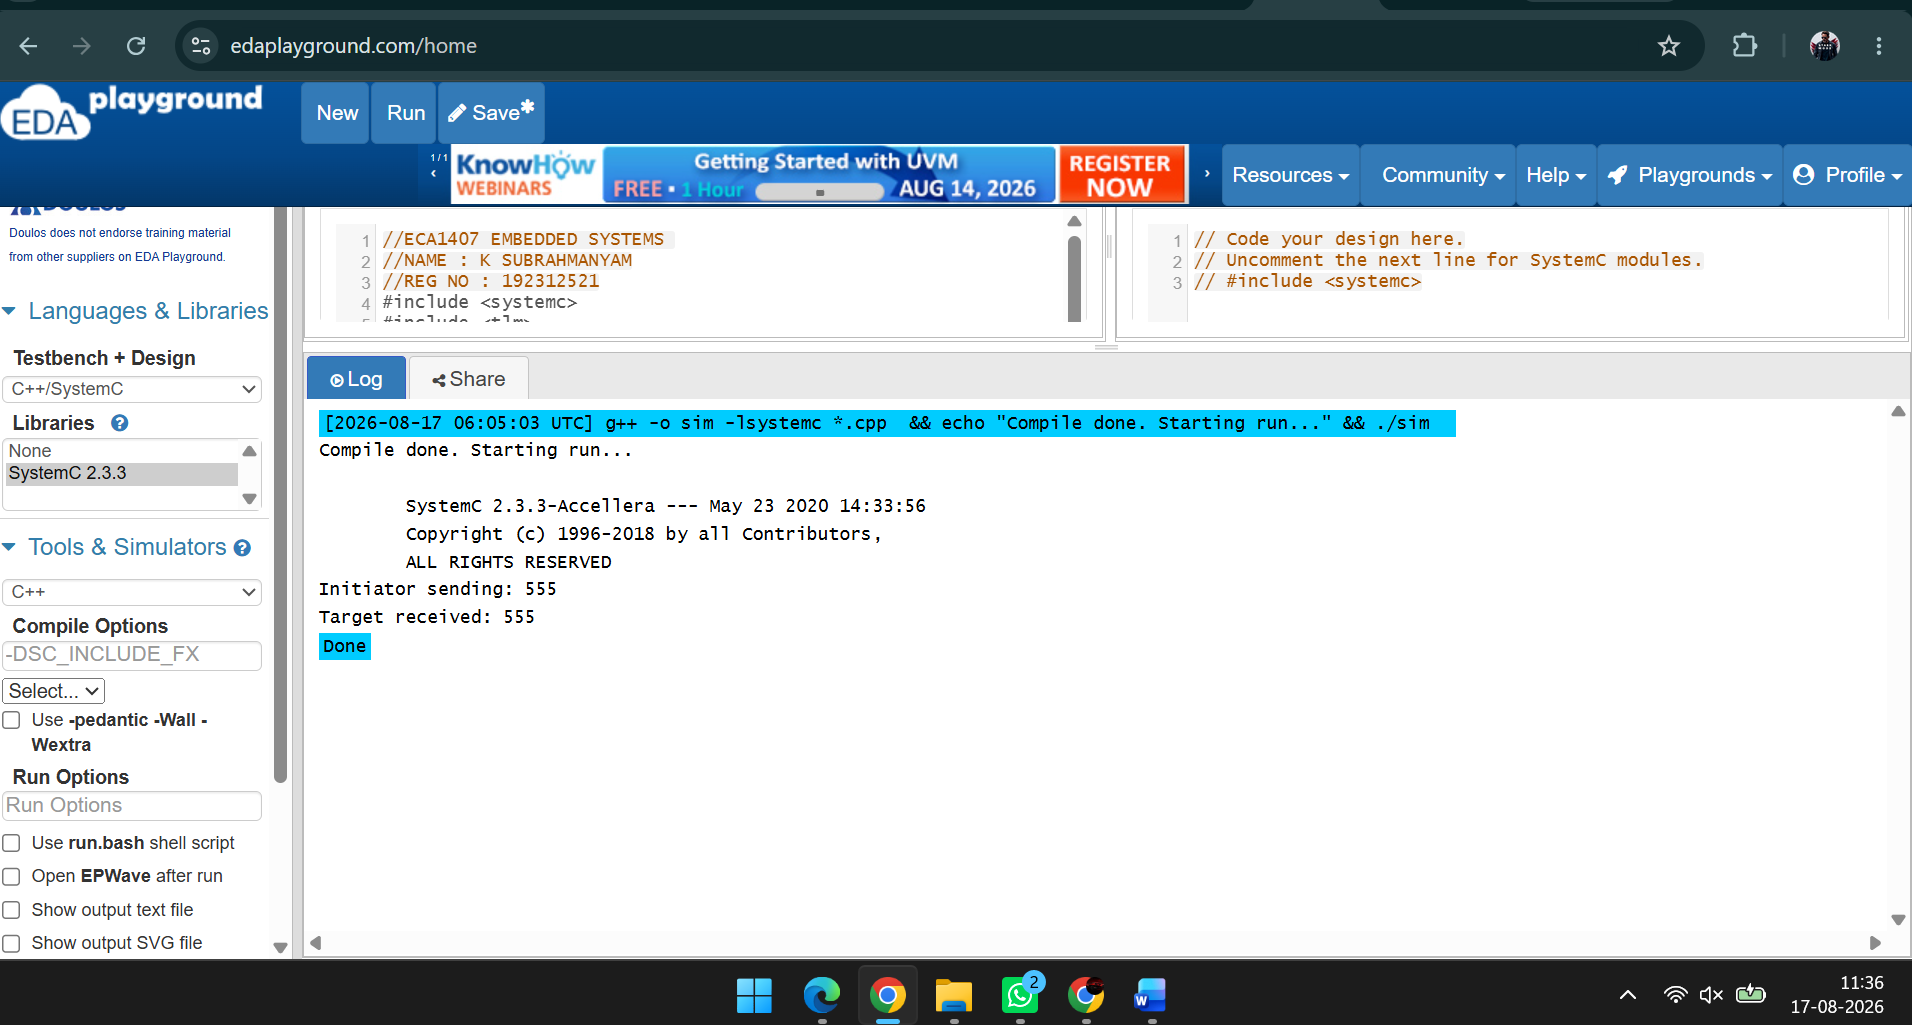 edaplayground.com/home
EDA playground
New
Run
Save*
1/1
KnowHow
WEBINARS
Getting Started with UVM
FREE • 1 Hour
AUG 14, 2026
REGISTER
NOW
Resources
Community
Help
Playgrounds
Profile
DOULOS
Doulos does not endorse training material
from other suppliers on EDA Playground.
Languages & Libraries
Testbench + Design
C++/SystemC
Libraries ?
None
SystemC 2.3.3
Tools & Simulators ?
C++
Compile Options
-DSC_INCLUDE_FX
Select...
Use -pedantic -Wall -
Wextra
Run Options
Run Options
Use run.bash shell script
Open EPWave after run
Show output text file
Show output SVG file
1 //ECA1407 EMBEDDED SYSTEMS
2 //NAME : K SUBRAHMANYAM
3 //REG NO : 192312521
4 #include <systemc>
5 #include <tlm>
1 // Code your design here.
2 // Uncomment the next line for SystemC modules.
3 // #include <systemc>
Log
Share
[2026-08-17 06:05:03 UTC] g++ -o sim -lsystemc *.cpp && echo "Compile done. Starting run..." && ./sim
Compile done. Starting run...
SystemC 2.3.3-Accellera --- May 23 2020 14:33:56
Copyright (c) 1996-2018 by all Contributors,
ALL RIGHTS RESERVED
Initiator sending: 555
Target received: 555
Done
2
W
11:36
17-08-2026